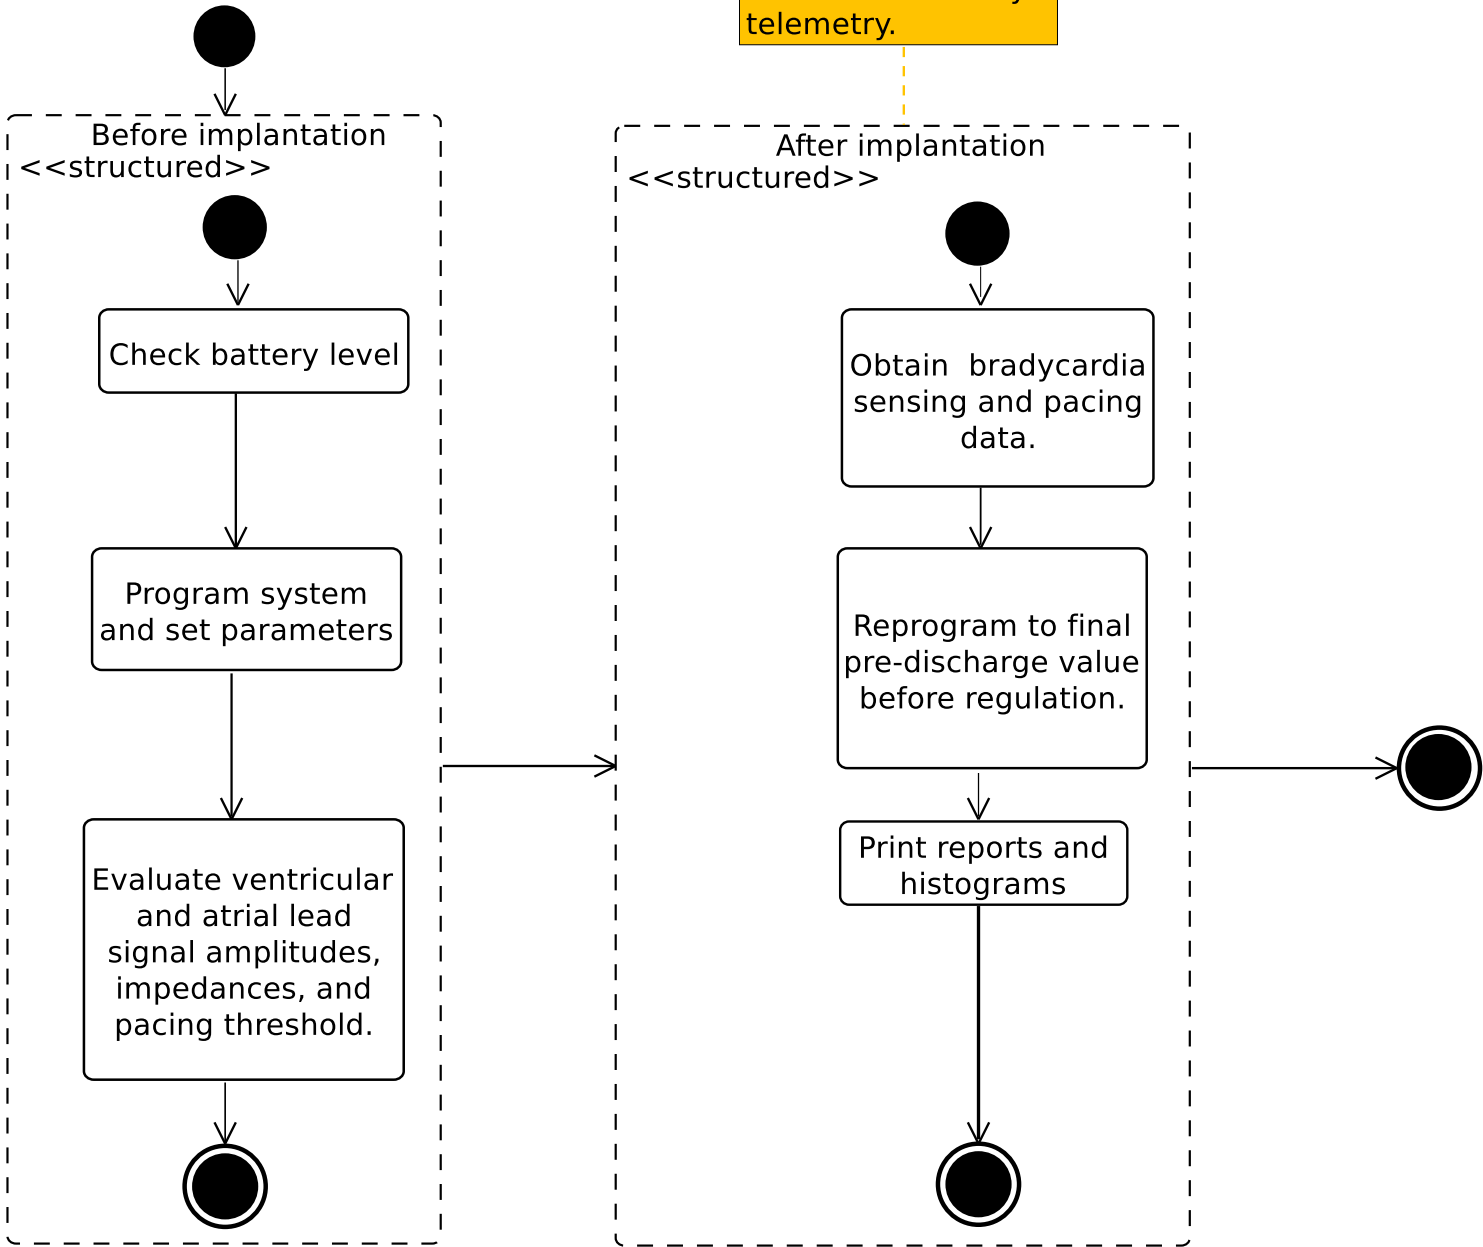 telemetry.
Before implantation
<<structured>>
Check battery level
Program system
and set parameters
Evaluate ventricular
and atrial lead
signal amplitudes,
impedances, and
pacing threshold.
After implantation
<<structured>>
Obtain  bradycardia
sensing and pacing
data.
Reprogram to final
pre-discharge value
before regulation.
Print reports and
histograms